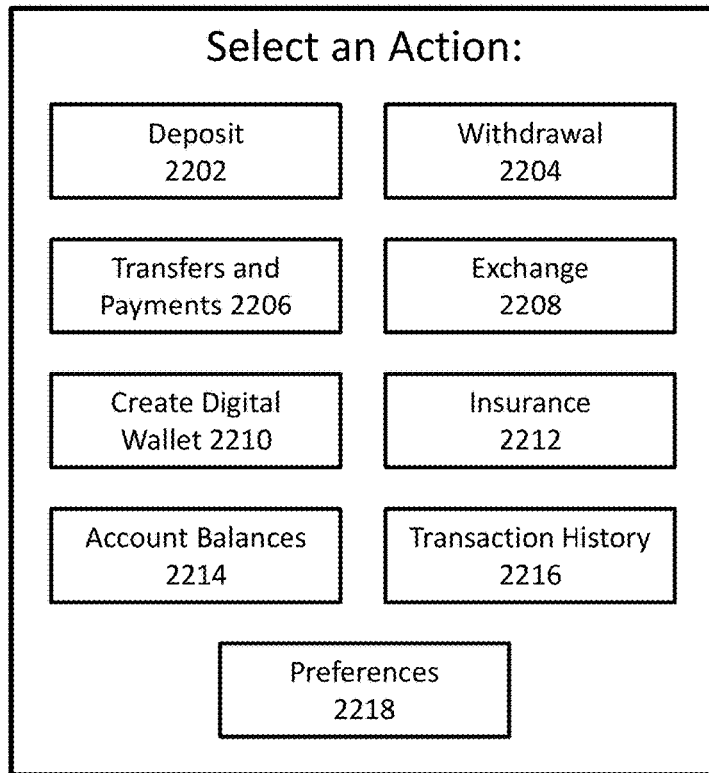 Select an Action:
Deposit
2202
Withdrawal
2204
Transfers and
Payments 2206
Exchange
2208
Create Digital
Wallet 2210
Insurance
2212
Account Balances
2214
Transaction History
2216
Preferences
2218